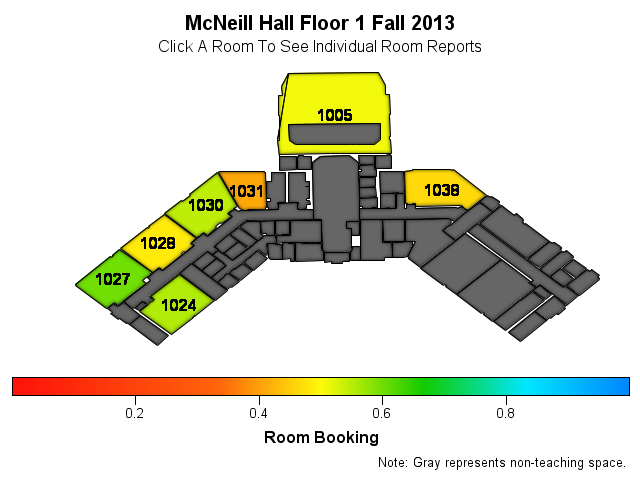 McNeill Hall Floor 1 Fall 2013
Click A Room To See Individual Room Reports
1005
1031
1038
1030
1028
1027
1024
0.2 0.4 0.6 0.8
Room Booking
Note: Gray represents non-teaching space.